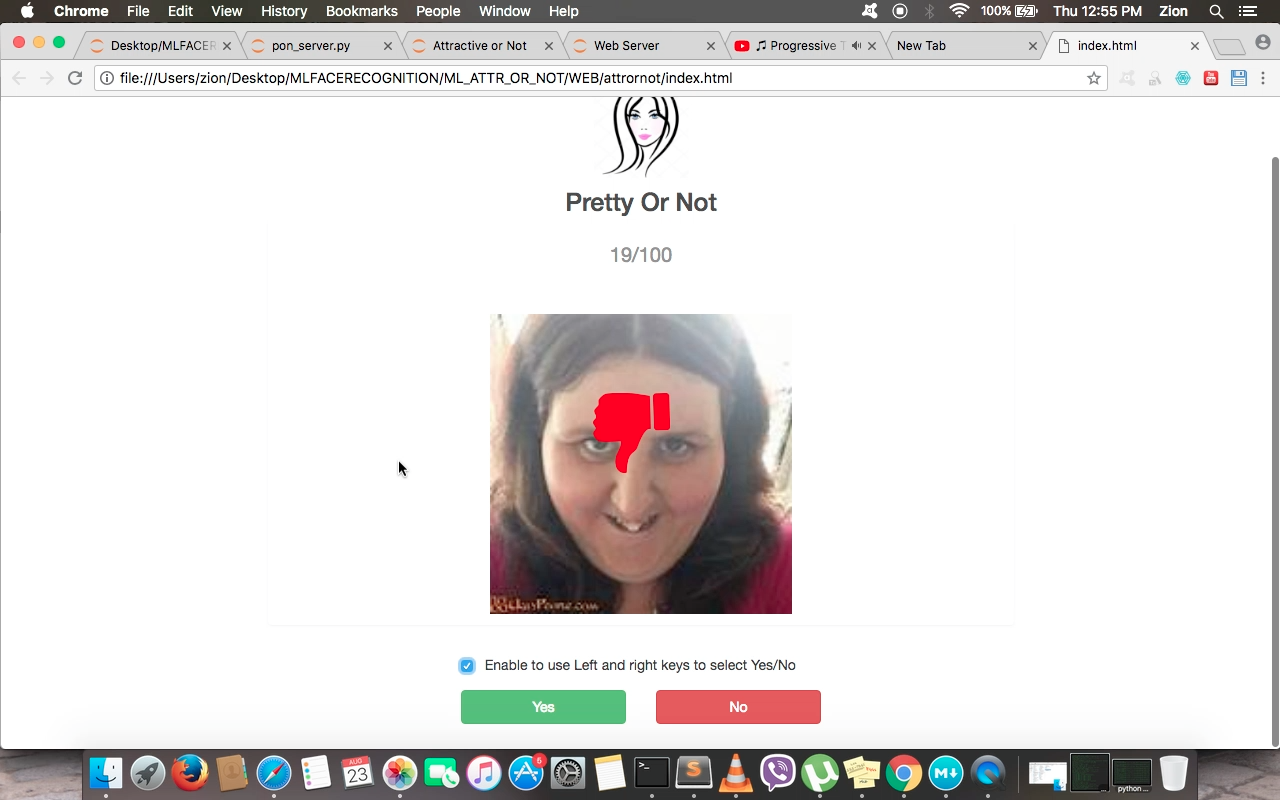 Chrome File Edit View History Bookmarks People Window Help 100% Thu 12:55 PM Zion
Desktop/MLFACER pon_server.py Attractive or Not Web Server Progressive T New Tab index.html
file:///Users/zion/Desktop/MLFACERECOGNITION/ML_ATTR_OR_NOT/WEB/attrornot/index.html
Pretty Or Not
19/100
Enable to use Left and right keys to select Yes/No
Yes No
AUG
23
6
python ...